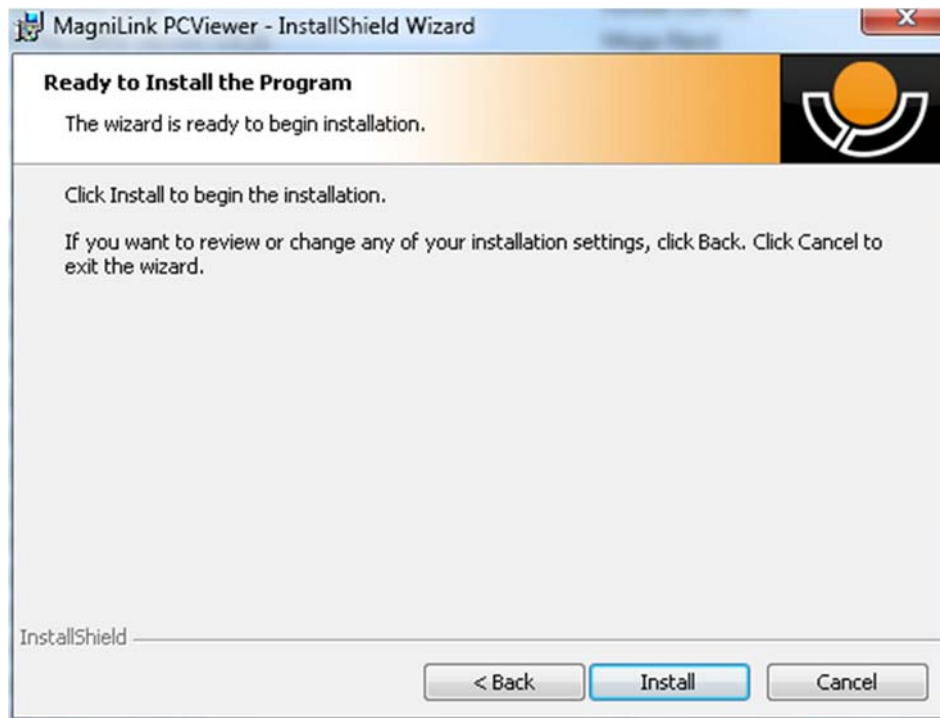 MagniLink PCViewer - InstallShield Wizard
Ready to Install the Program
The wizard is ready to begin installation.
Click Install to begin the installation.
If you want to review or change any of your installation settings, click Back. Click Cancel to
exit the wizard.
InstallShield
< Back
Install
Cancel